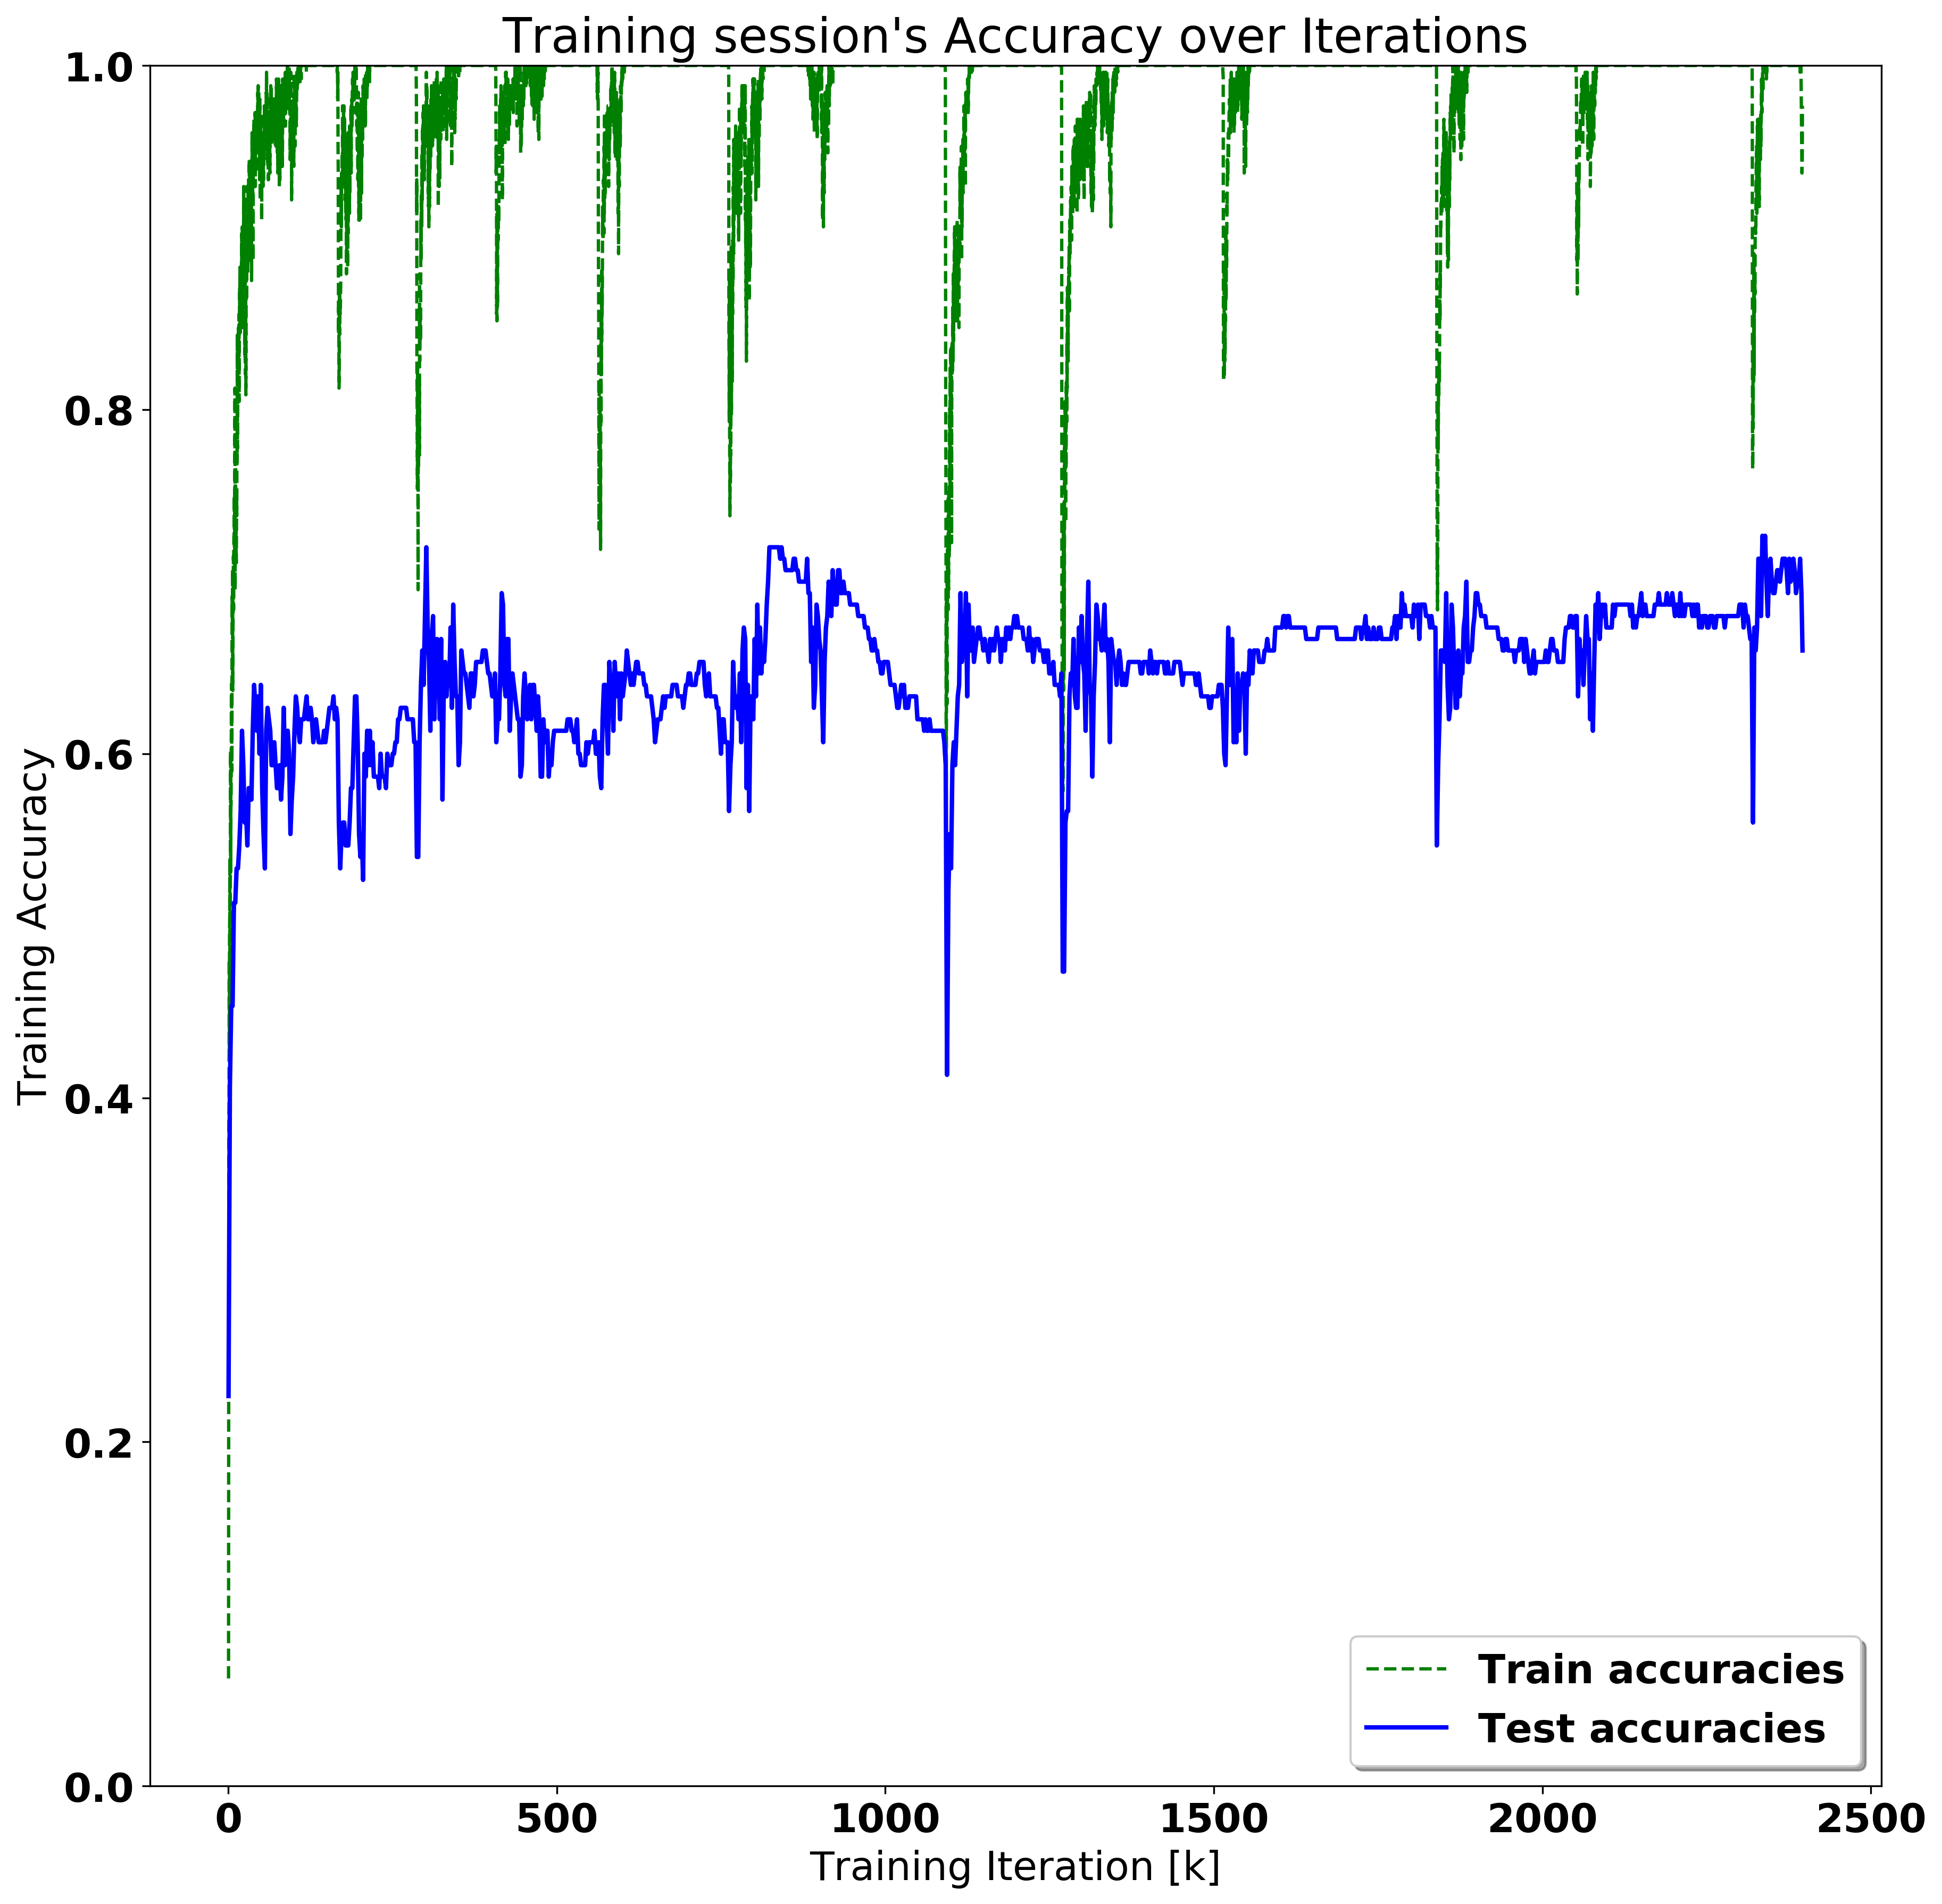 Training session's Accuracy over Iterations
1.0
0.8
0.6
0.4
0.2
0.0
Training Accuracy
0 500 1000 1500 2000 2500
Training Iteration [k]
Train accuracies
Test accuracies